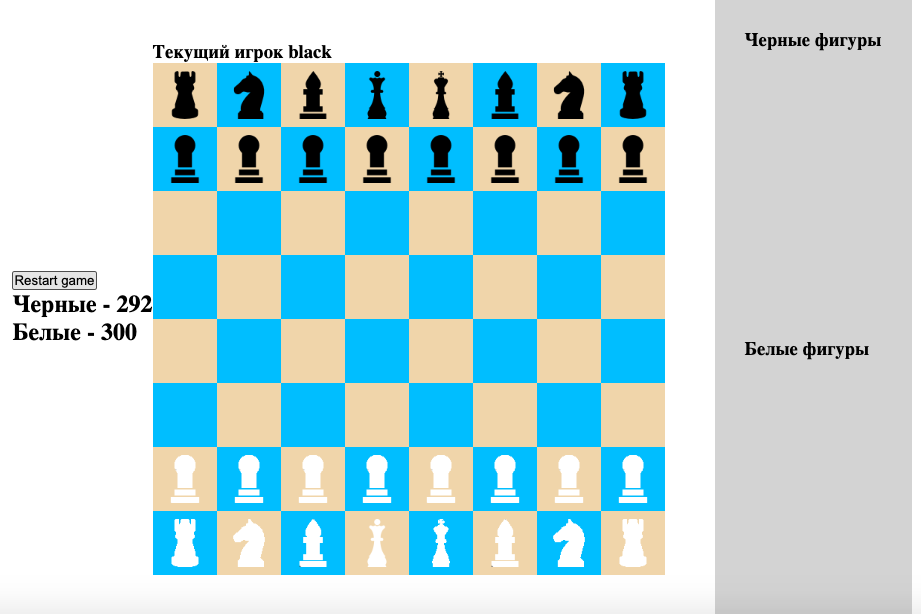 Текущий игрок black
Restart game
Черные - 292
Белые - 300
Черные фигуры
Белые фигуры